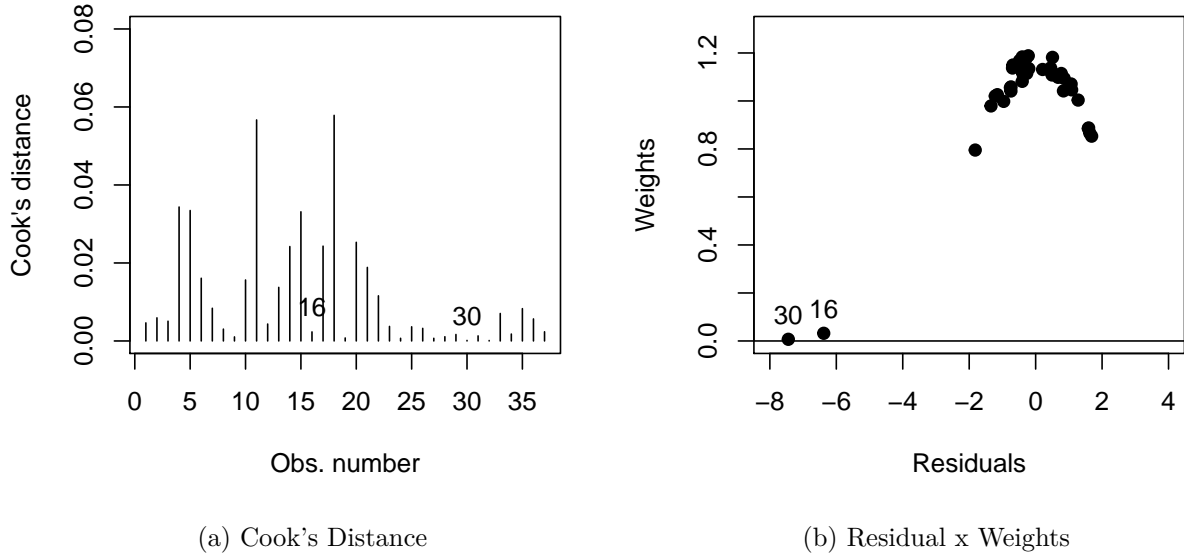 0.00 0.02 0.04 0.06 0.08
Cook's distance
16
30
0 5 10 15 20 25 30 35
Obs. number
(a) Cook's Distance
0.0 0.4 0.8 1.2
Weights
30 16
−8 −6 −4 −2 0 2 4
Residuals
(b) Residual x Weights